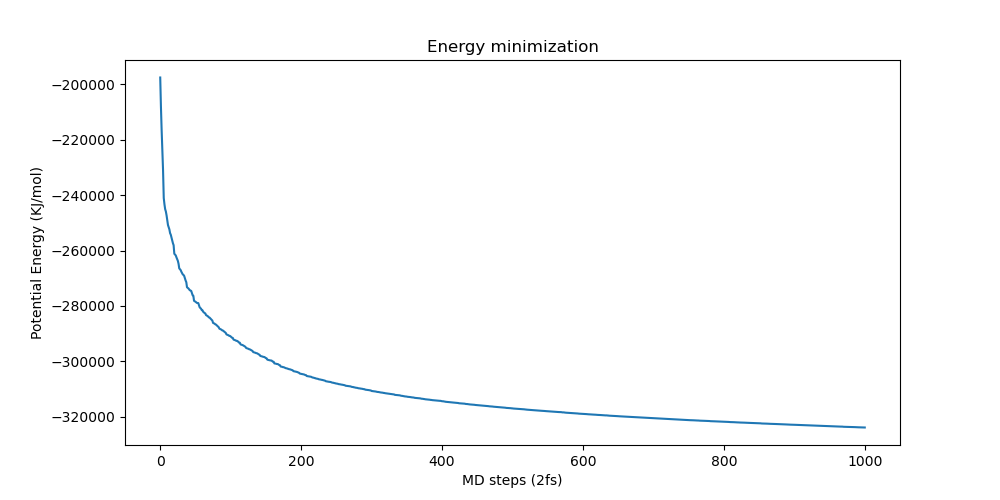 Energy minimization
Potential Energy (KJ/mol)
−200000
−220000
−240000
−260000
−280000
−300000
−320000
0 200 400 600 800 1000
MD steps (2fs)